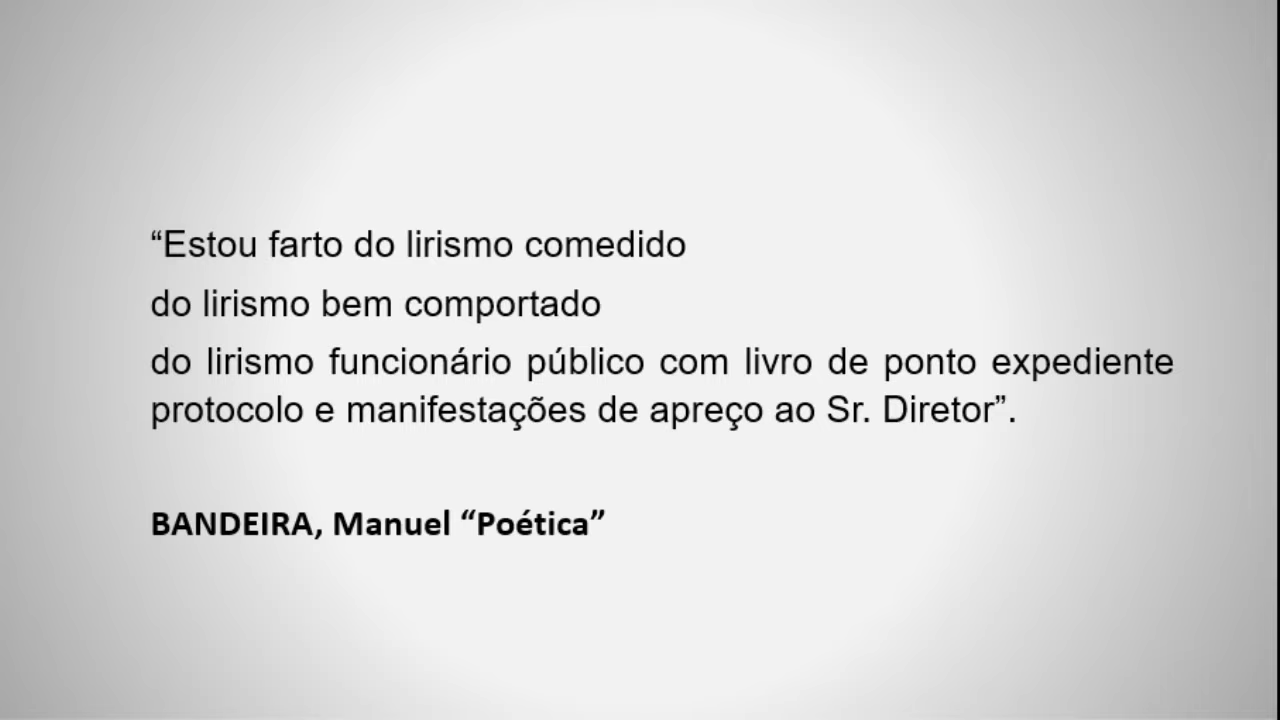 “Estou farto do lirismo comedido
do lirismo bem comportado
do lirismo funcionário público com livro de ponto expediente
protocolo e manifestações de apreço ao Sr. Diretor”.
BANDEIRA, Manuel “Poética”